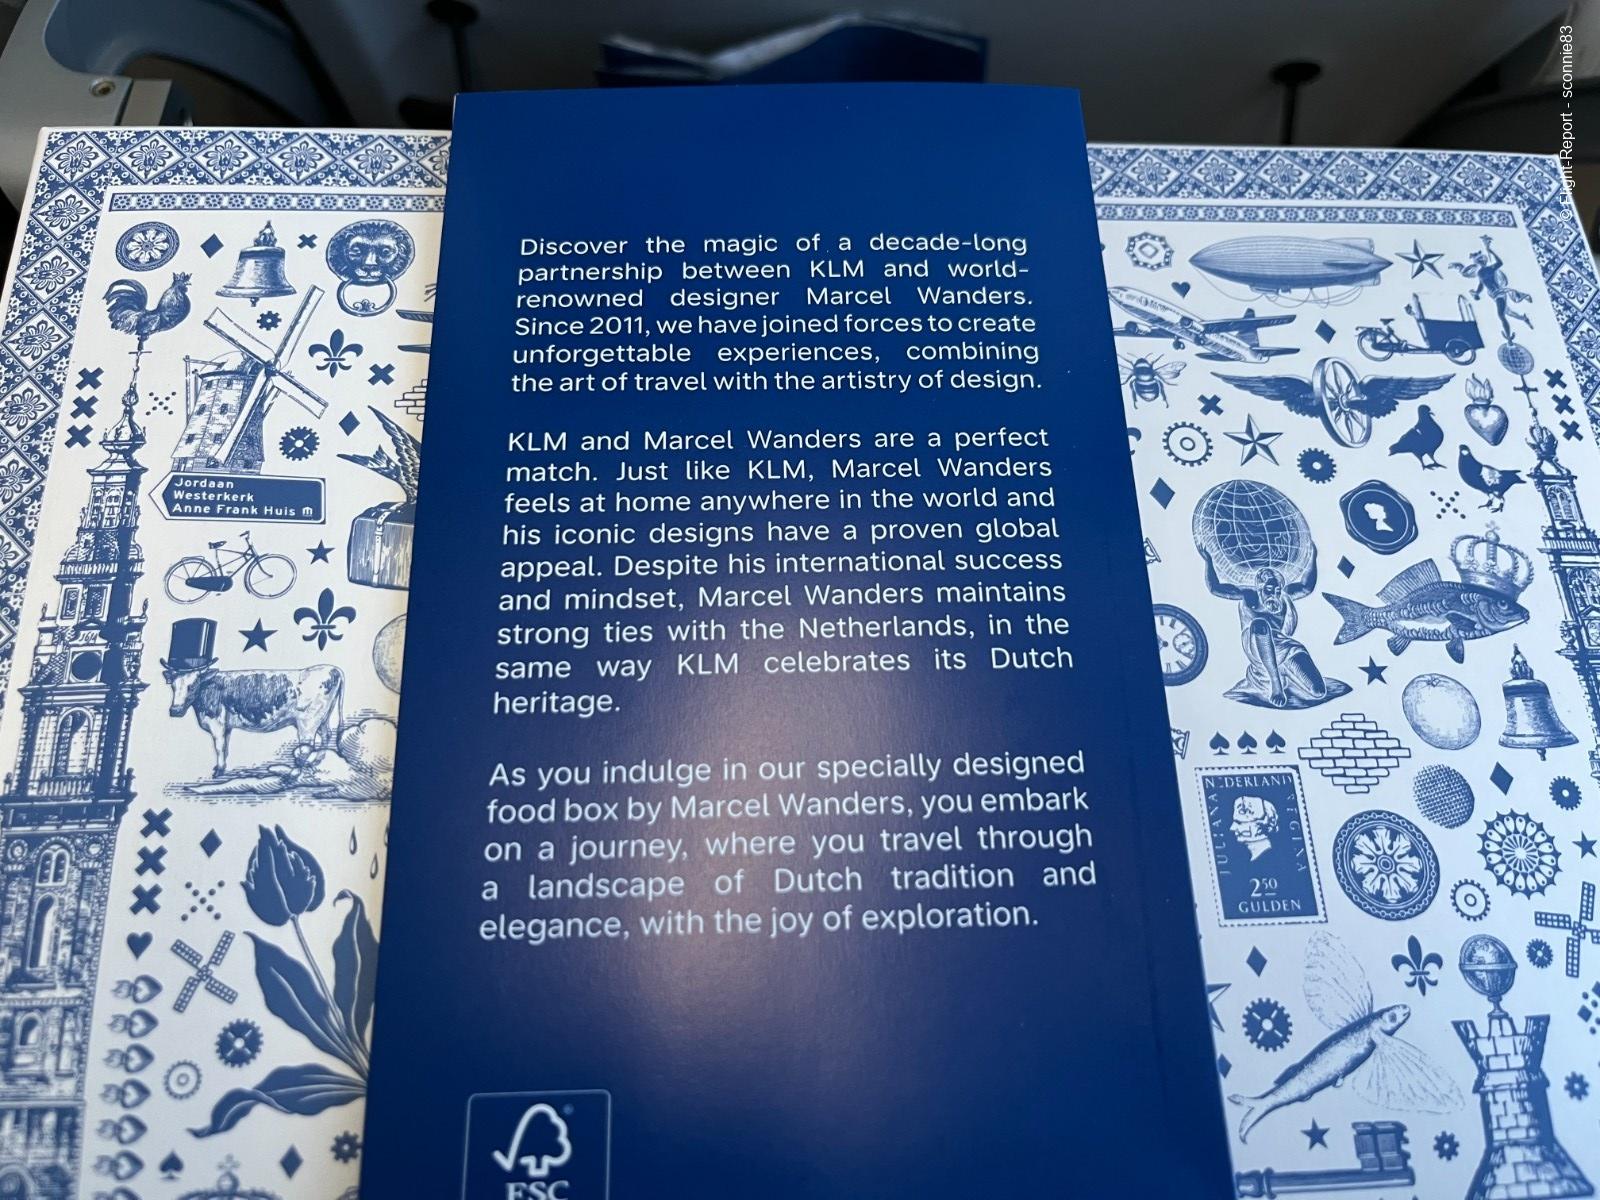 © Flight-Report - sconnie83
Discover the magic of a decade-long
partnership between KLM and world-
renowned designer Marcel Wanders.
Since 2011, we have joined forces to create
unforgettable experiences, combining
the art of travel with the artistry of design.
KLM and Marcel Wanders are a perfect
match. Just like KLM, Marcel Wanders
feels at home anywhere in the world and
his iconic designs have a proven global
appeal. Despite his international success
and mindset, Marcel Wanders maintains
strong ties with the Netherlands, in the
same way KLM celebrates its Dutch
heritage.
As you indulge in our specially designed
food box by Marcel Wanders, you embark
on a journey, where you travel through
a landscape of Dutch tradition and
elegance, with the joy of exploration.
FSC
Jordaan
Westerkerk
Anne Frank Huis
NEDERLAND
JULIANA
REGINA
2 50
GULDEN